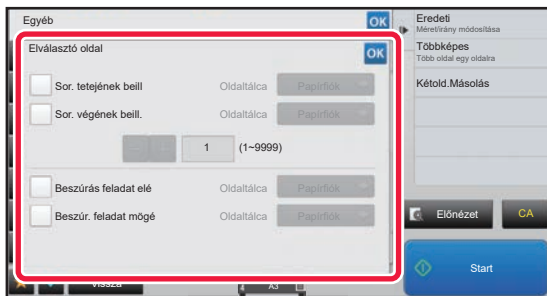 Egyéb
OK
Elválasztó oldal
OK
Sor. tetejének beill
Oldaltálca
Papírfiók
Sor. végének beill.
Oldaltálca
Papírfiók
1
(1~9999)
Beszúrás feladat elé
Oldaltálca
Papírfiók
Beszúr. feladat mögé
Oldaltálca
Papírfiók
Vissza
A3
Eredeti
Méret/irány módosítása
Többképes
Több oldal egy oldalra
Kétold.Másolás
Előnézet
CA
Start